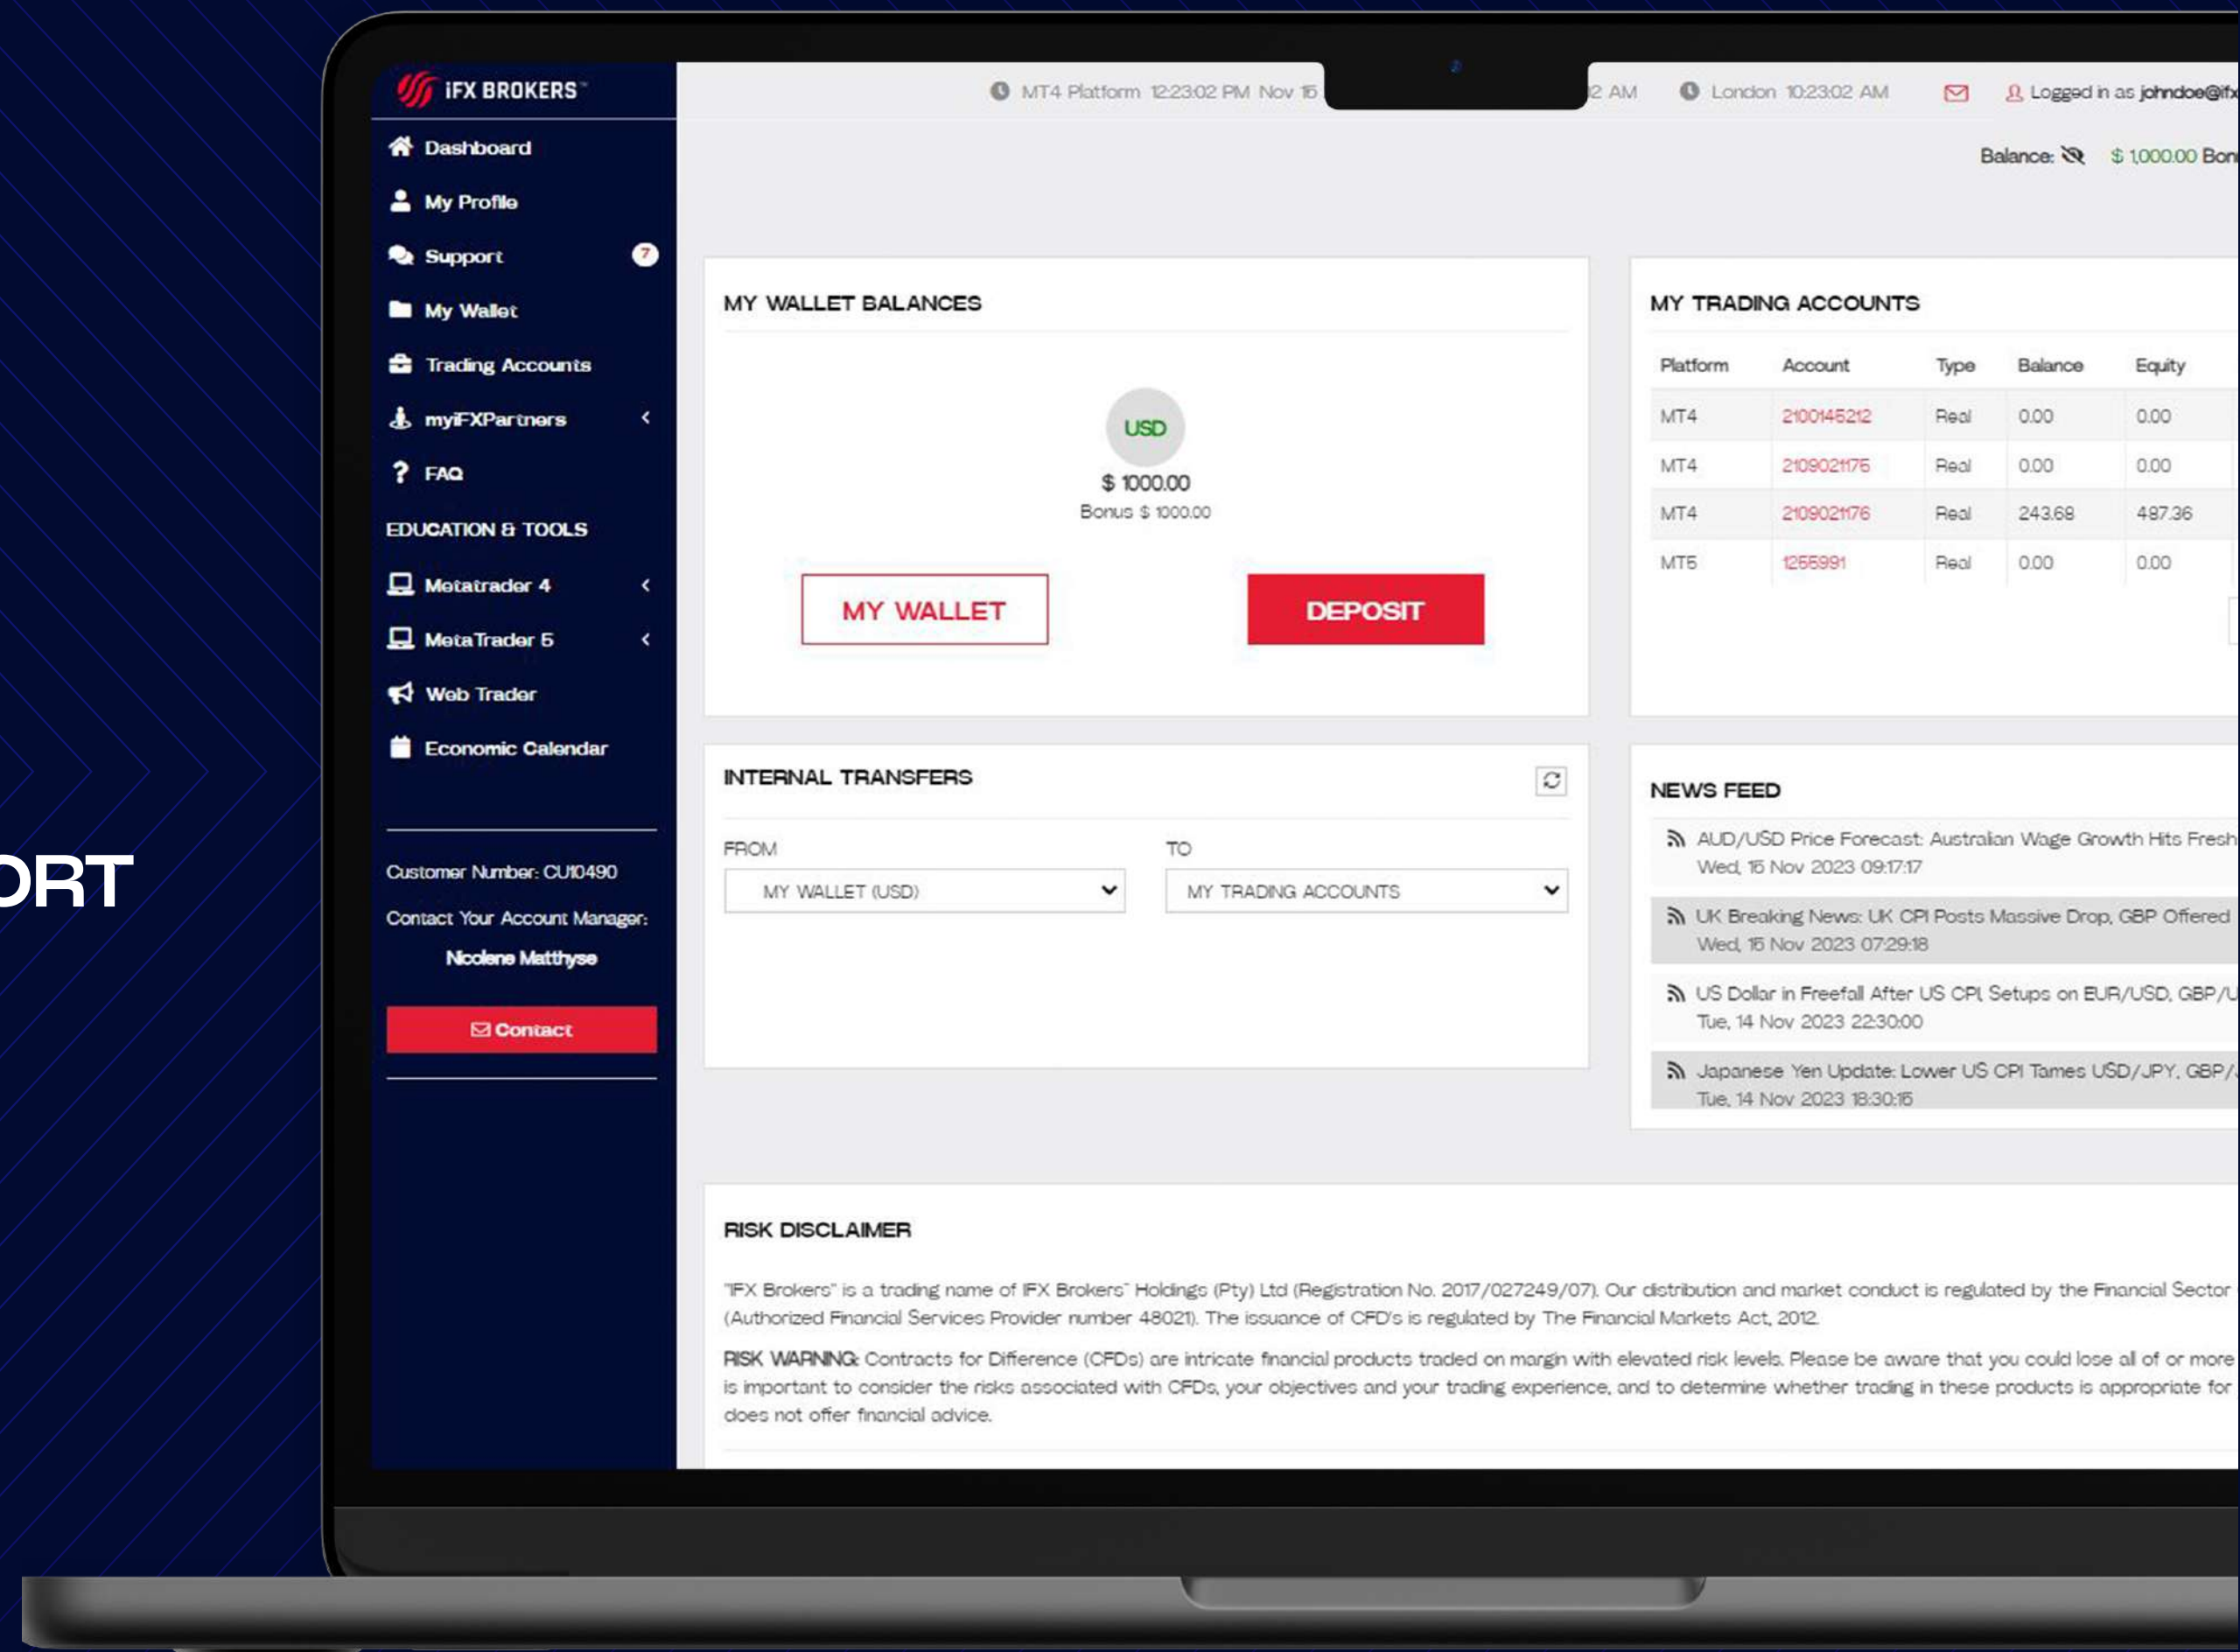 ORT
iFX BROKERS™
Dashboard
My Profile
Support 7
My Wallet
Trading Accounts
myiFXPartners
FAQ
EDUCATION & TOOLS
Metatrader 4
MetaTrader 5
Web Trader
Economic Calendar
Customer Number: CU10490
Contact Your Account Manager:
Nicolene Matthyse
Contact
MT4 Platform 12:23:02 PM Nov 15
2 AM London 10:23:02 AM Logged in as johndoe@ifx
Balance: $ 1,000.00 Bon
MY WALLET BALANCES
USD
$ 1000.00
Bonus $ 1000.00
MY WALLET DEPOSIT
MY TRADING ACCOUNTS
Platform Account Type Balance Equity
MT4 2100145212 Real 0.00 0.00
MT4 2109021175 Real 0.00 0.00
MT4 2109021176 Real 243.68 487.36
MT5 1255991 Real 0.00 0.00
INTERNAL TRANSFERS
FROM TO
MY WALLET (USD) MY TRADING ACCOUNTS
NEWS FEED
AUD/USD Price Forecast: Australian Wage Growth Hits Fresh
Wed, 15 Nov 2023 09:17:17
UK Breaking News: UK CPI Posts Massive Drop, GBP Offered
Wed, 15 Nov 2023 07:29:18
US Dollar in Freefall After US CPI, Setups on EUR/USD, GBP/U
Tue, 14 Nov 2023 22:30:00
Japanese Yen Update: Lower US CPI Tames USD/JPY, GBP/J
Tue, 14 Nov 2023 18:30:15
RISK DISCLAIMER
"IFX Brokers" is a trading name of IFX Brokers™ Holdings (Pty) Ltd (Registration No. 2017/027249/07). Our distribution and market conduct is regulated by the Financial Sector
(Authorized Financial Services Provider number 48021). The issuance of CFD's is regulated by The Financial Markets Act, 2012.
RISK WARNING: Contracts for Difference (CFDs) are intricate financial products traded on margin with elevated risk levels. Please be aware that you could lose all of or more
is important to consider the risks associated with CFDs, your objectives and your trading experience, and to determine whether trading in these products is appropriate for
does not offer financial advice.